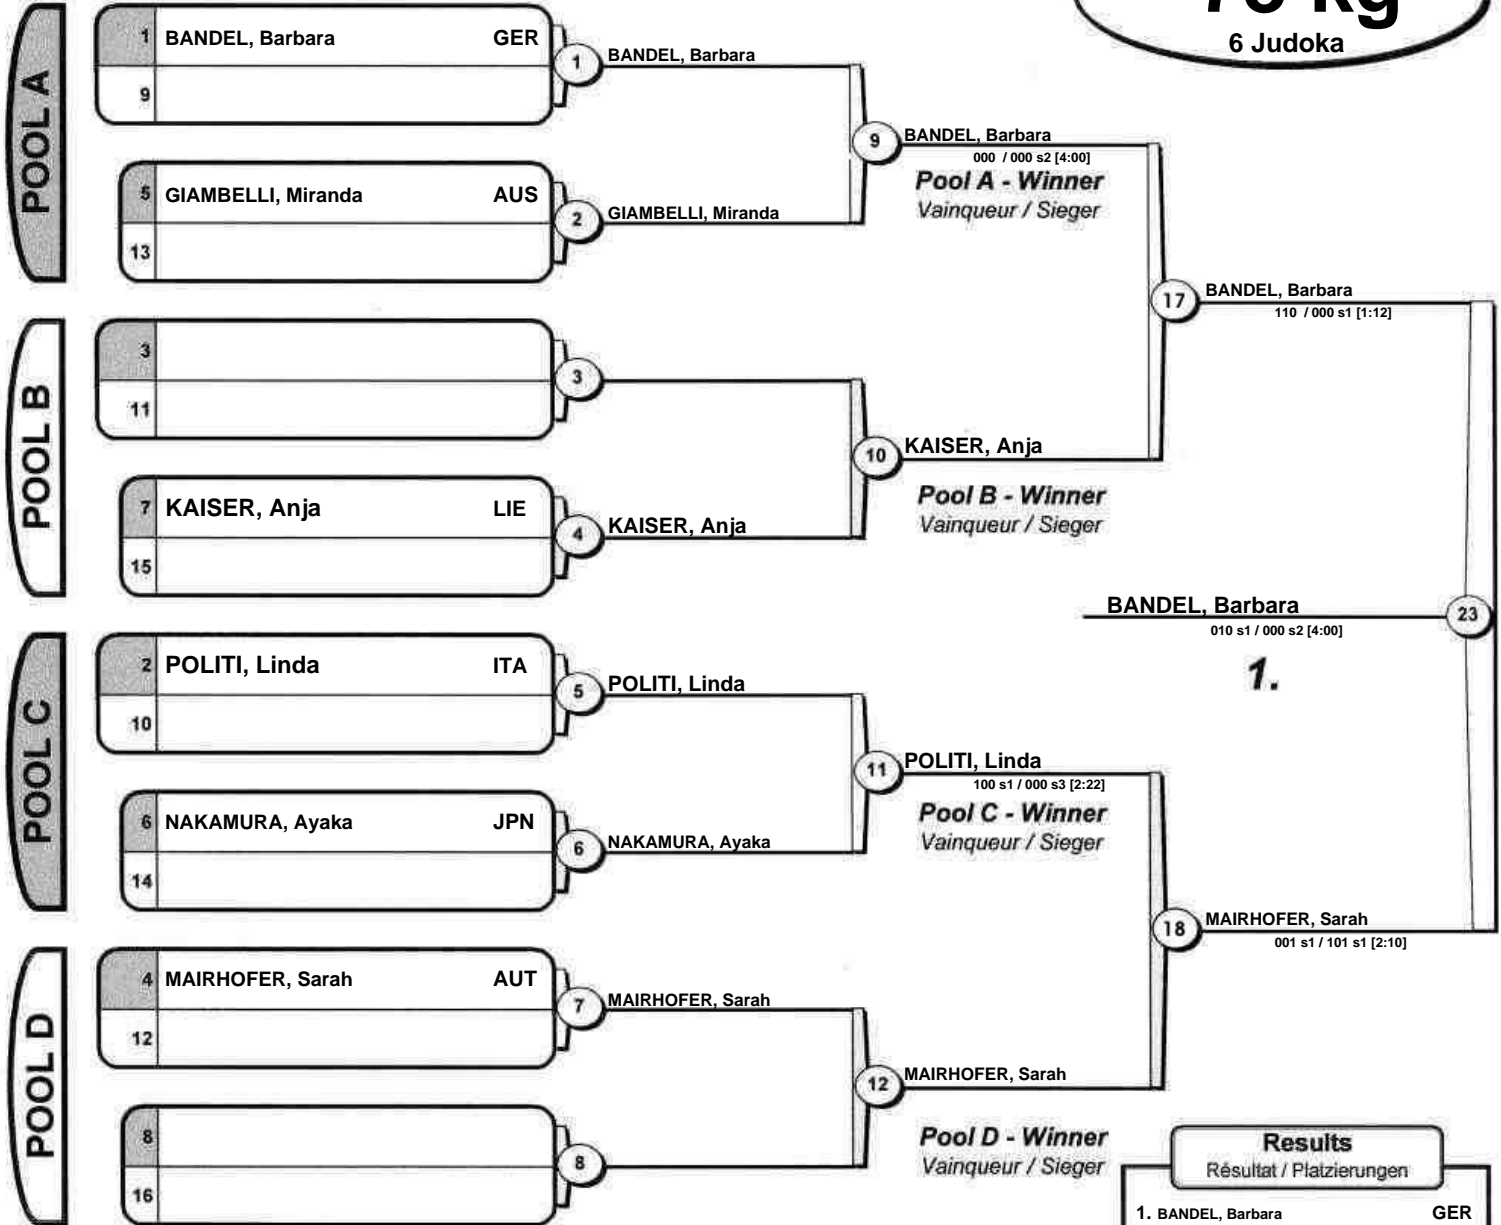 6 Judoka
POOL A
1 BANDEL, Barbara GER
9
1
BANDEL, Barbara
5 GIAMBELLI, Miranda AUS
13
2
GIAMBELLI, Miranda
9
BANDEL, Barbara
000 / 000 s2 [4:00]
Pool A - Winner
Vainqueur / Sieger
POOL B
3
11
3
7 KAISER, Anja LIE
15
4
KAISER, Anja
10
KAISER, Anja
Pool B - Winner
Vainqueur / Sieger
17
BANDEL, Barbara
110 / 000 s1 [1:12]
BANDEL, Barbara
010 s1 / 000 s2 [4:00]
23
1.
POOL C
2 POLITI, Linda ITA
10
5
POLITI, Linda
6 NAKAMURA, Ayaka JPN
14
6
NAKAMURA, Ayaka
11
POLITI, Linda
100 s1 / 000 s3 [2:22]
Pool C - Winner
Vainqueur / Sieger
18
MAIRHOFER, Sarah
001 s1 / 101 s1 [2:10]
POOL D
4 MAIRHOFER, Sarah AUT
12
7
MAIRHOFER, Sarah
8
16
8
12
MAIRHOFER, Sarah
Pool D - Winner
Vainqueur / Sieger
Results
Résultat / Platzierungen
1. BANDEL, Barbara GER